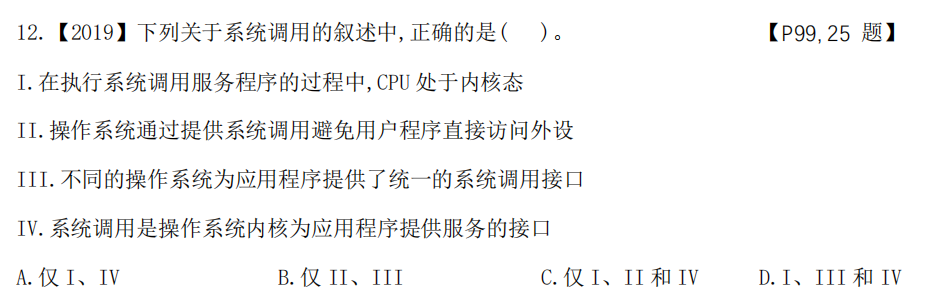 12.【2019】下列关于系统调用的叙述中,正确的是(   )。 【P99,25 题】
I.在执行系统调用服务程序的过程中,CPU 处于内核态
II.操作系统通过提供系统调用避免用户程序直接访问外设
III.不同的操作系统为应用程序提供了统一的系统调用接口
IV.系统调用是操作系统内核为应用程序提供服务的接口
A.仅 I、IV B.仅 II、III C.仅 I、II 和 IV D.I、III 和 IV